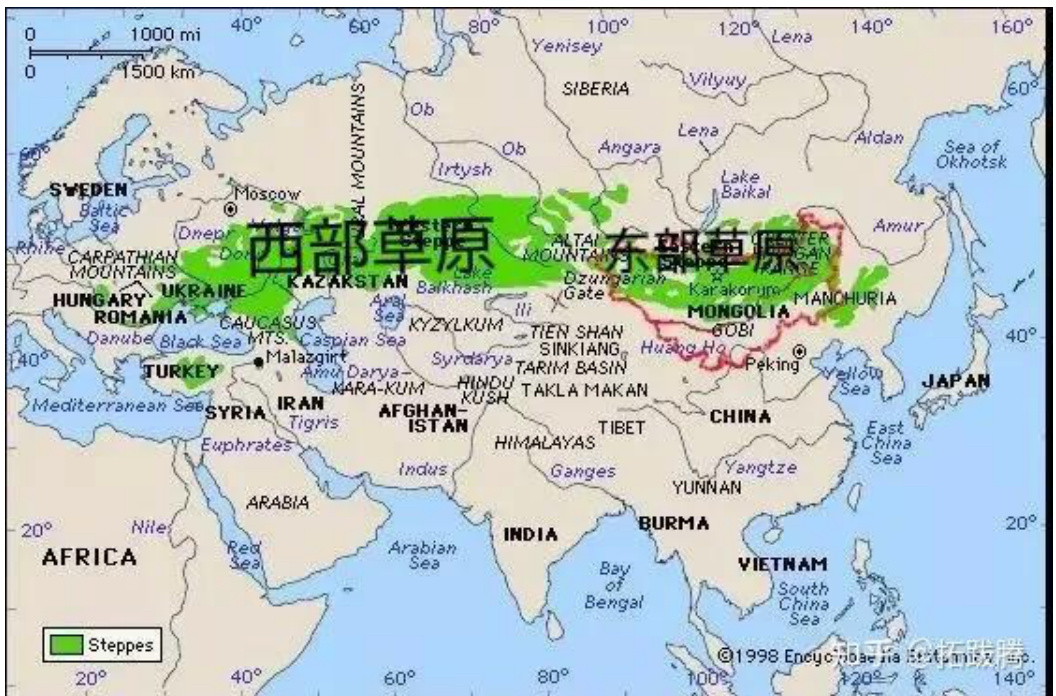 40° 60° 80° 100° 120° Lena 140° 160°
0 1000 mi
0 1500 km
Yenisey
SIBERIA
Vilyuy
60°
Ob
Lena
Aldan
Sea of
Okhotsk
Ob
Angara
Irtysh
Lake
Baikal
SWEDEN
Moscow
Baltic
Sea
Rhine
Dnepr
Don
Amur
CARPATHIAN
MOUNTAINS
西部草原
东部草原
ALTAI
MOUNTAINS
HUNGARY
UKRAINE
KAZAKSTAN
Lake
Balkhash
Dzungarian
Gate
Karakorum
MANCHURIA
ROMANIA
Aral
Sea
MONGOLIA
GOBI
CAUCASUS
MTS.
KYZYLKUM
Ili
TIEN SHAN
SINKIANG
Danube
Black Sea
Caspian Sea
Huang Ho
40°
40°
Malazgirt
Syrdarya
TARIM BASIN
Peking
TURKEY
Amu Darya
KARA-KUM
HINDU
KUSH
TAKLA MAKAN
Yellow
Sea
JAPAN
Mediterranean Sea
SYRIA
IRAN
Tigris
AFGHAN-
ISTAN
TIBET
CHINA
East
China
Sea
Euphrates
HIMALAYAS
Indus
Ganges
Yangtze
YUNNAN
ARABIA
20°
Nile
INDIA
BURMA
20°
AFRICA
Red
Sea
Arabian
Sea
Bay
of
Bengal
VIETNAM
South
China
Sea
Steppes
知乎 @拓跋腾
©1998 Encyclopaedia Britannica, Inc.
20° 40° 60° 80° 100° 120° 140°